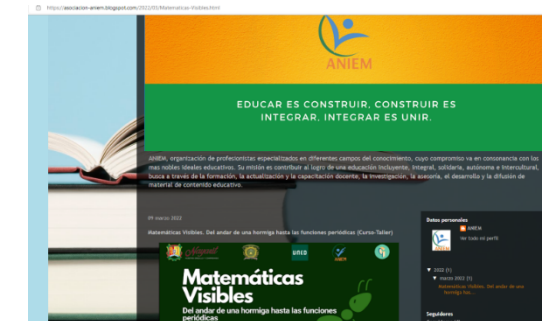 https://asociacion-aniem.blogspot.com/2022/03/Matematicas-Visibles.html
ANIEM
EDUCAR ES CONSTRUIR, CONSTRUIR ES
INTEGRAR, INTEGRAR ES UNIR.
ANIEM, organización de profesionistas especializados en diferentes campos del conocimiento, cuyo compromiso va en consonancia con los
mas nobles ideales educativos. Su misión es contribuir al logro de una educación incluyente, integral, solidaria, autónoma e intercultural,
busca a través de la formación, la actualización y la capacitación docente, la investigación, la asesoría, el desarrollo y la difusión de
material de contenido educativo.
09 marzo 2022
Matemáticas Visibles. Del andar de una hormiga hasta las funciones periódicas (Curso-Taller)
UNID
ANIEM
Matemáticas
Visibles
Del andar de una hormiga hasta las funciones
periódicas
Datos personales
ANIEM
Ver todo mi perfil
▼ 2022 (1)
▼ marzo 2022 (1)
Matemáticas Visibles. Del andar de una
hormiga has...
Seguidores